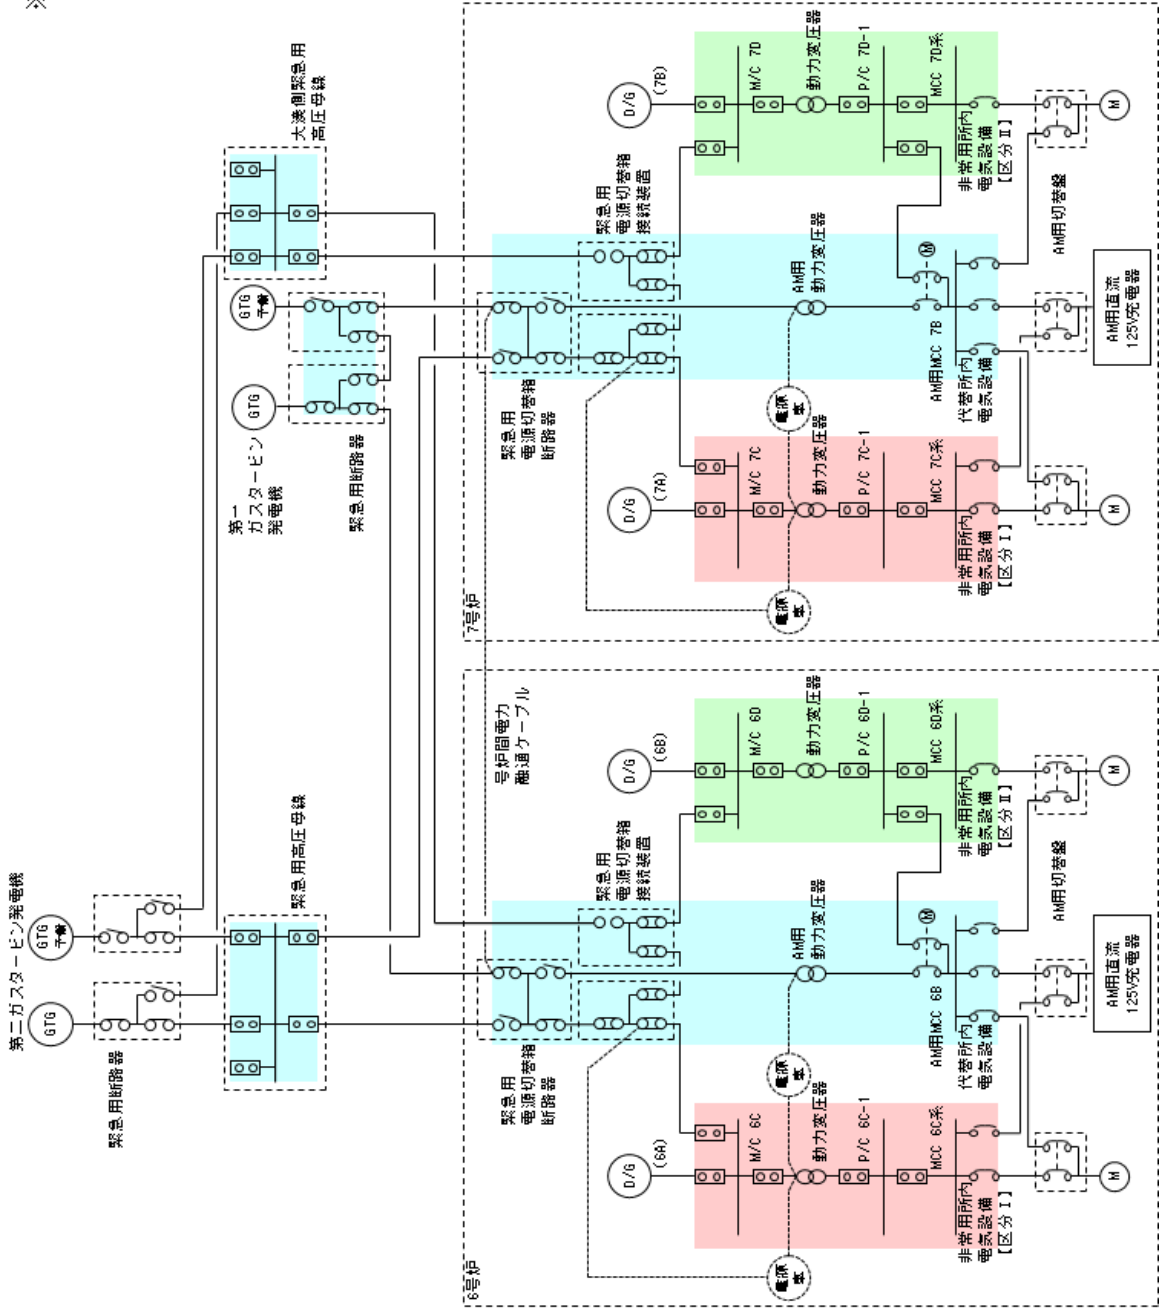 ※
大湊側緊急用
高圧母線
GTG
予備
GTG
第一
ガスタービン
発電機
緊急用断路器
第二ガスタービン発電機
GTG
予備
GTG
緊急用断路器
緊急用高圧母線
7号炉
D/G
(7B)
M/C 7D
動力変圧器
P/C 7D-1
MCC 7D系
非常用所内
電気設備
【区分Ⅱ】
緊急用
電源切替箱
接続装置
緊急用
電源切替箱
断路器
AM用
動力変圧器
AM用MCC 7B
代替所内
電気設備
M
AM用切替盤
M
AM用直流
125V充電器
電源
車
D/G
(7A)
M/C 7C
動力変圧器
P/C 7C-1
MCC 7C系
非常用所内
電気設備
【区分Ⅰ】
M
電源
車
号炉間電力
融通ケーブル
6号炉
D/G
(6B)
M/C 6D
動力変圧器
P/C 6D-1
MCC 6D系
非常用所内
電気設備
【区分Ⅱ】
緊急用
電源切替箱
接続装置
緊急用
電源切替箱
断路器
AM用
動力変圧器
AM用MCC 6B
代替所内
電気設備
M
AM用切替盤
M
AM用直流
125V充電器
電源
車
D/G
(6A)
M/C 6C
動力変圧器
P/C 6C-1
MCC 6C系
非常用所内
電気設備
【区分Ⅰ】
M
電源
車